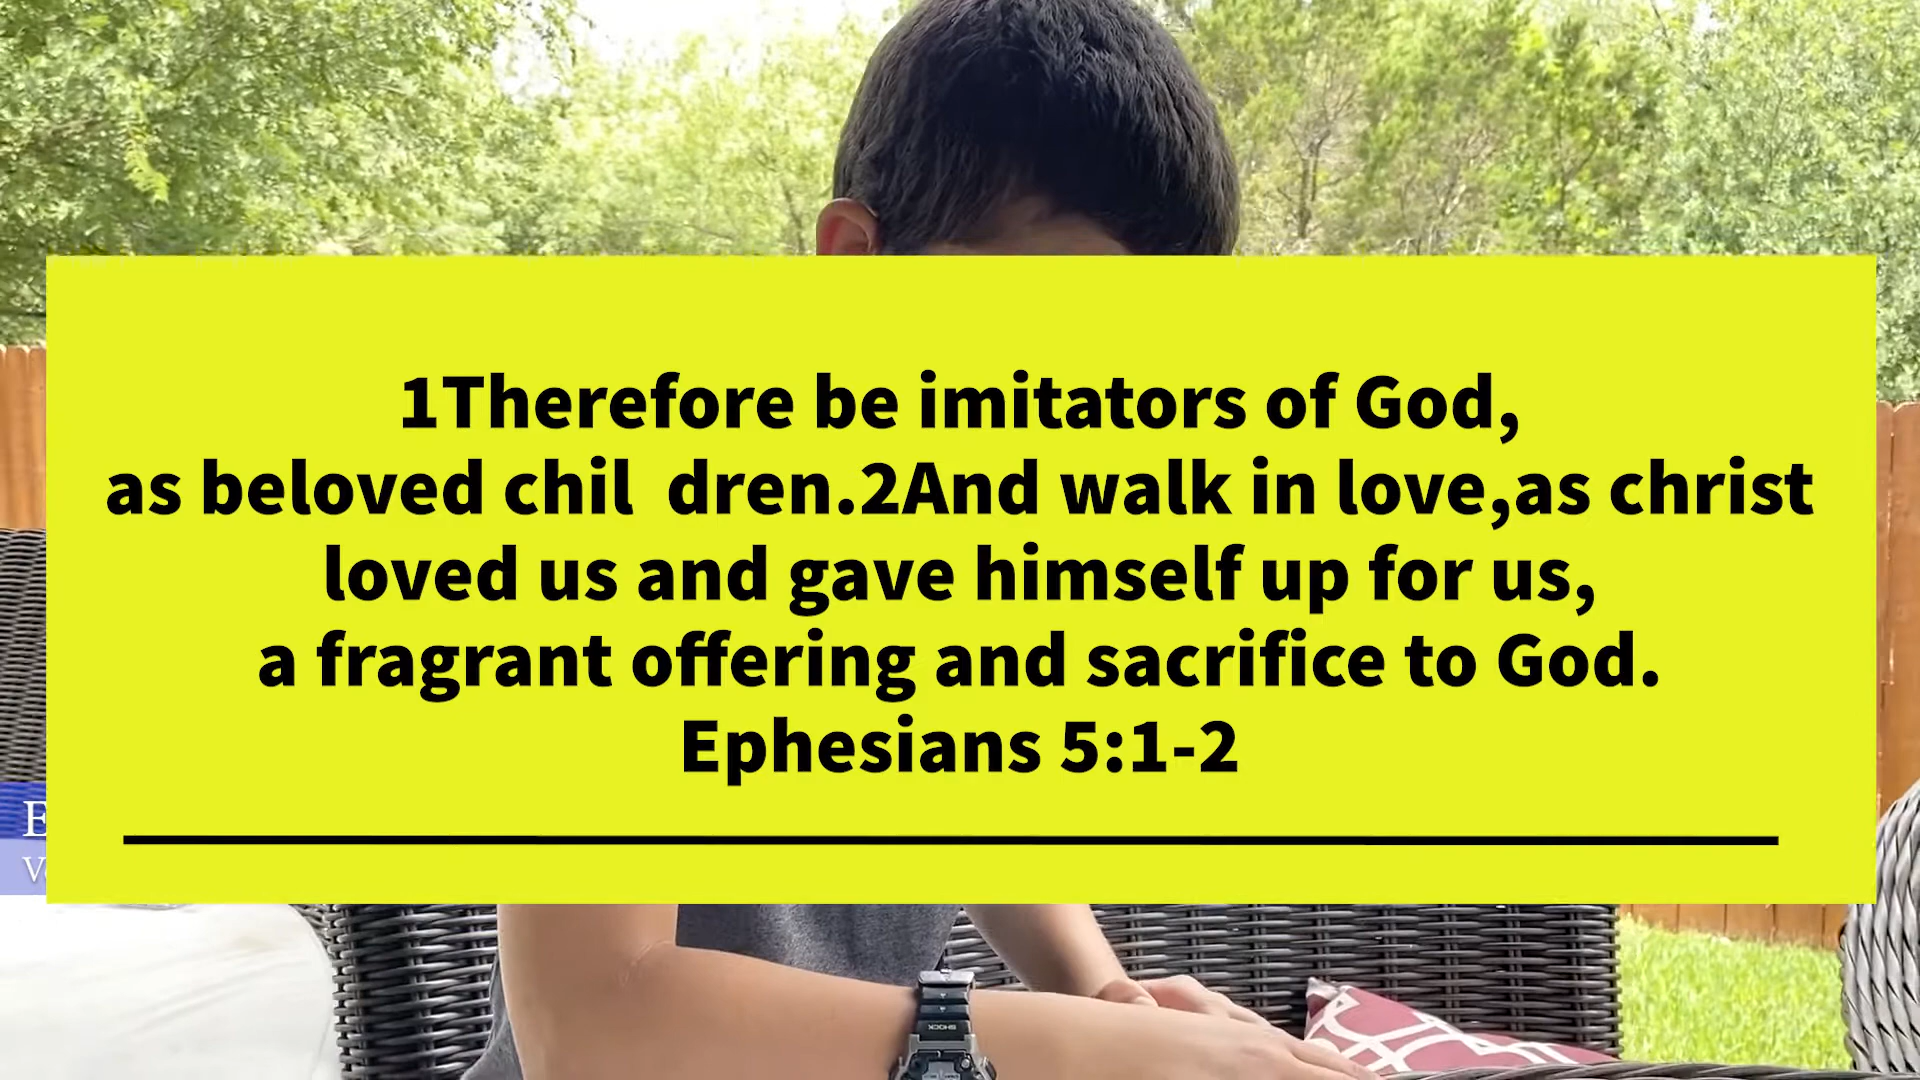 1Therefore be imitators of God,
as beloved chil  dren.2And walk in love,as christ
loved us and gave himself up for us,
a fragrant offering and sacrifice to God.
Ephesians 5:1-2
SHOCK